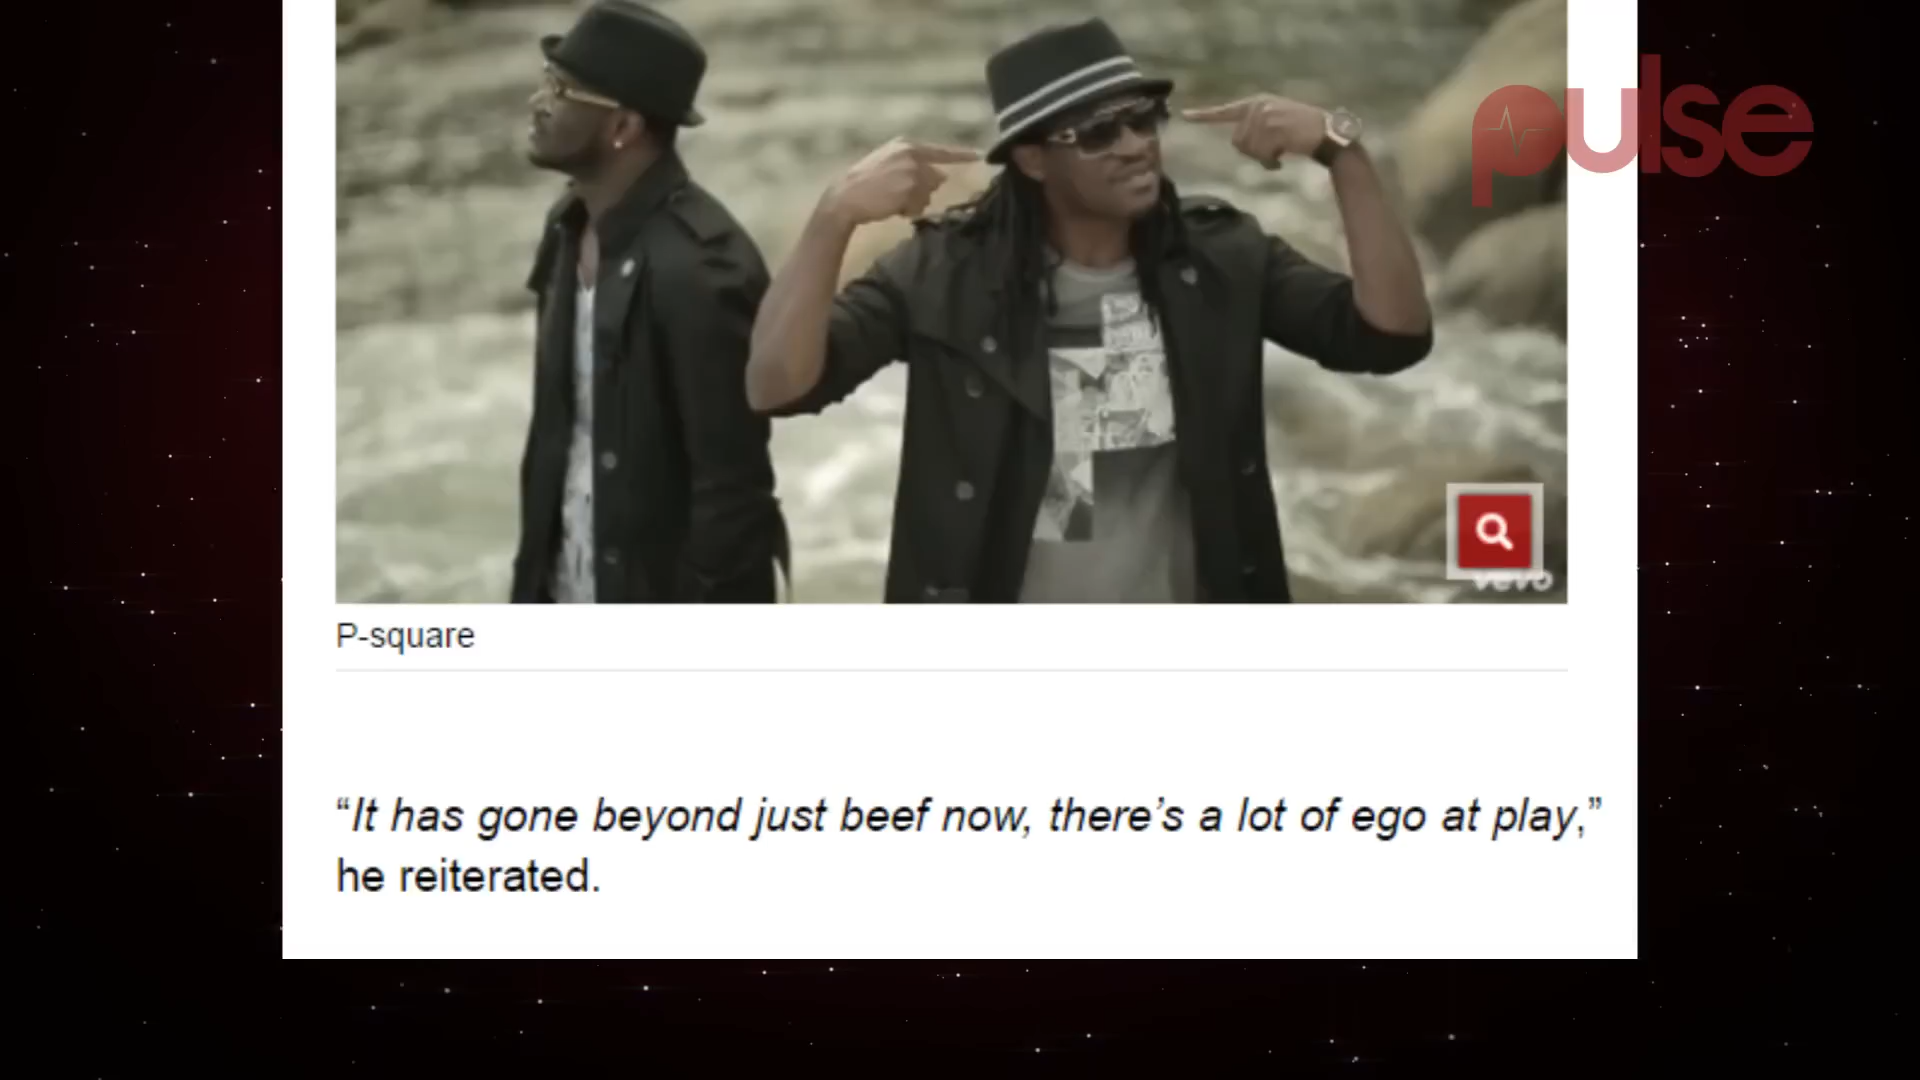 pulse
vevo
P-square
“It has gone beyond just beef now, there’s a lot of ego at play,”
he reiterated.